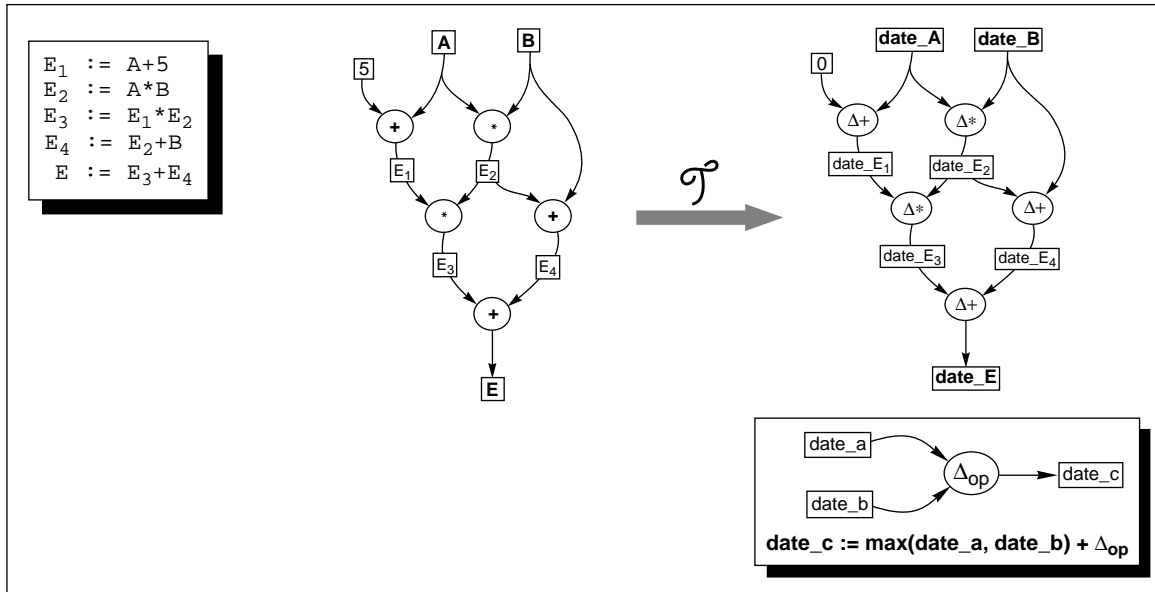 E₁ := A+5
E₂ := A*B
E₃ := E₁*E₂
E₄ := E₂+B
E := E₃+E₄
A B
5
+ *
E₁ E₂
* +
E₃ E₄
+
E
𝒯
date_A date_B
0
Δ+ Δ*
date_E₁ date_E₂
Δ* Δ+
date_E₃ date_E₄
Δ+
date_E
date_a
Δop date_c
date_b
date_c := max(date_a, date_b) + Δop